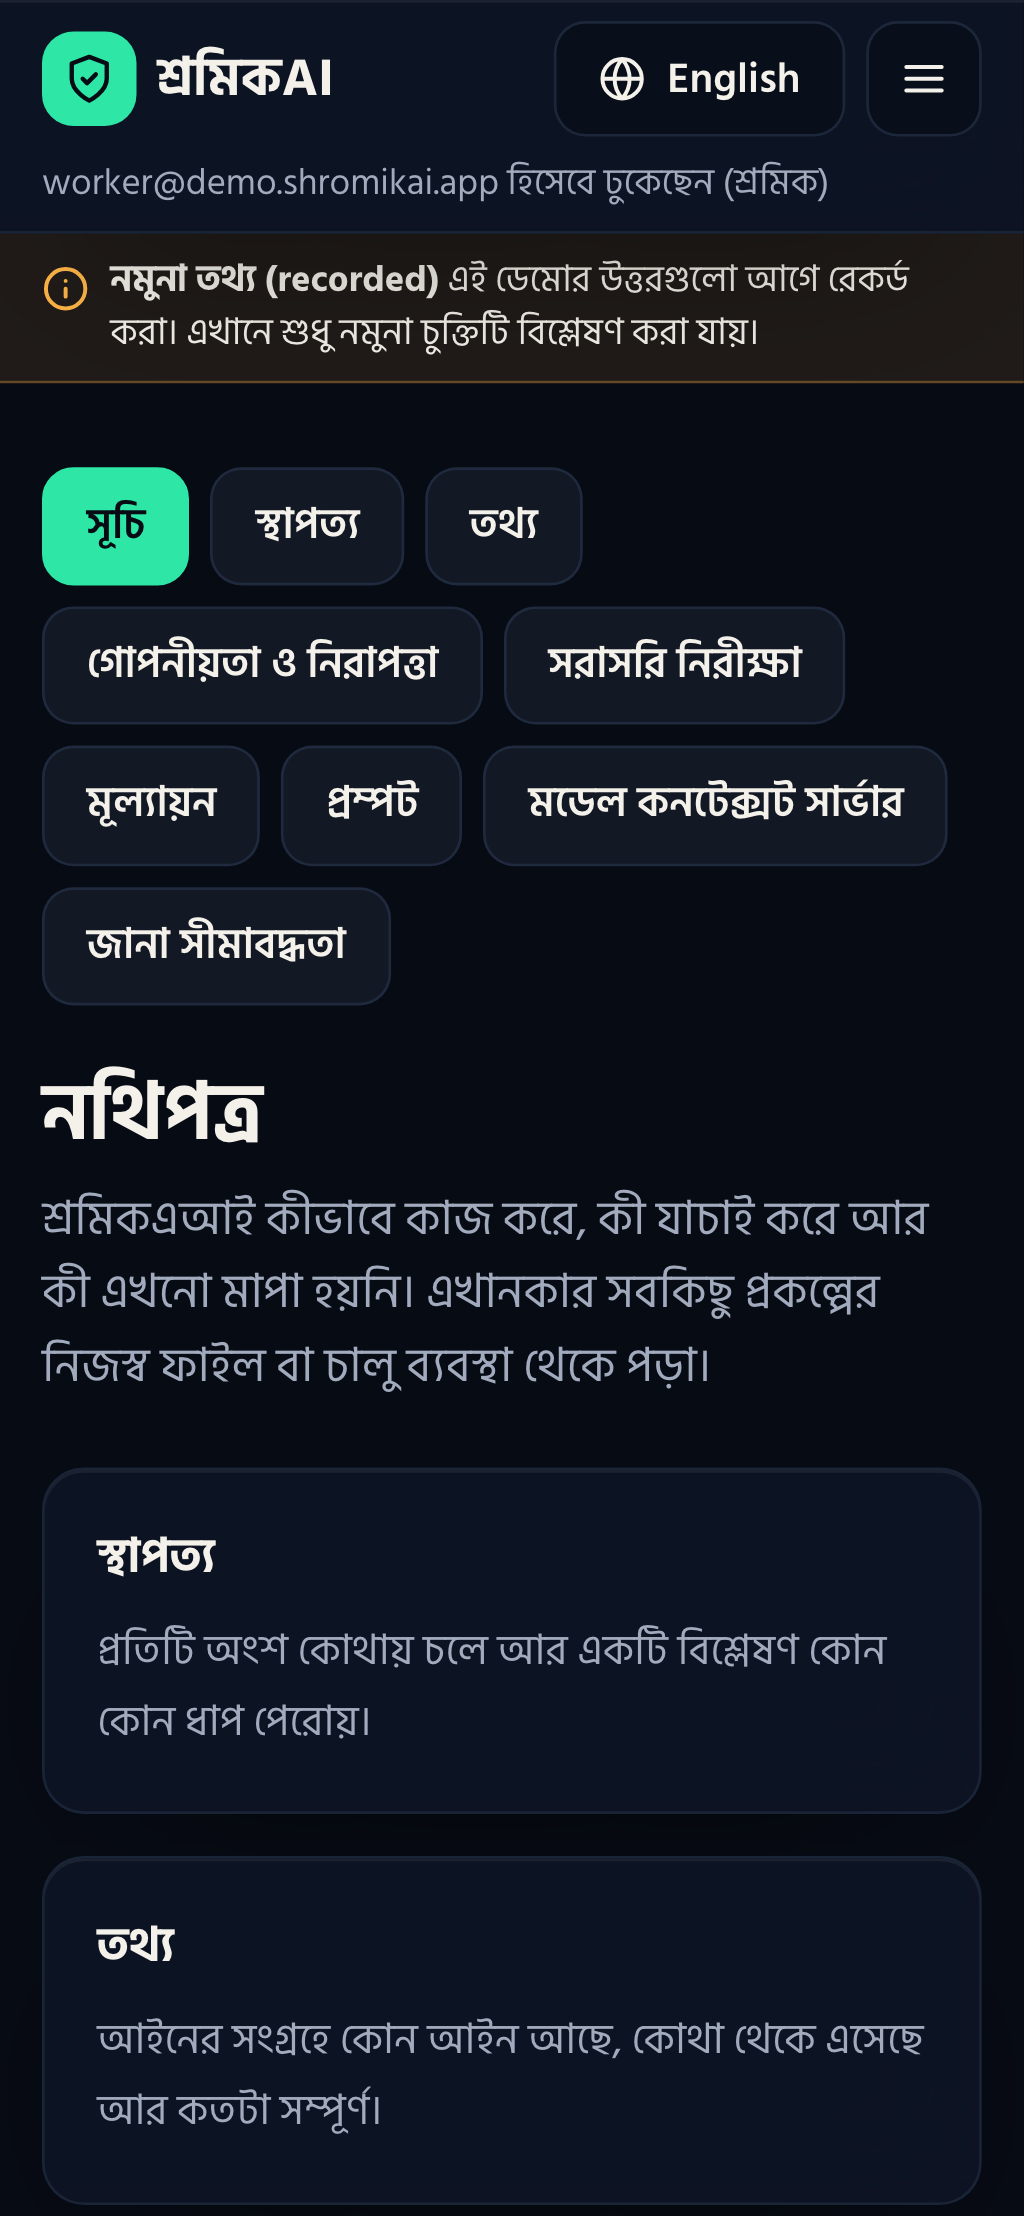 শ্রমিকAI
English
worker@demo.shromikai.app হিসেবে ঢুকেছেন (শ্রমিক)
নমুনা তথ্য (recorded) এই ডেমোর উত্তরগুলো আগে রেকর্ড
করা। এখানে শুধু নমুনা চুক্তিটি বিশ্লেষণ করা যায়।
সূচি
স্থাপত্য
তথ্য
গোপনীয়তা ও নিরাপত্তা
সরাসরি নিরীক্ষা
মূল্যায়ন
প্রম্পট
মডেল কনটেক্সট সার্ভার
জানা সীমাবদ্ধতা
নথিপত্র
শ্রমিকএআই কীভাবে কাজ করে, কী যাচাই করে আর
কী এখনো মাপা হয়নি। এখানকার সবকিছু প্রকল্পের
নিজস্ব ফাইল বা চালু ব্যবস্থা থেকে পড়া।
স্থাপত্য
প্রতিটি অংশ কোথায় চলে আর একটি বিশ্লেষণ কোন
কোন ধাপ পেরোয়।
তথ্য
আইনের সংগ্রহে কোন আইন আছে, কোথা থেকে এসেছে
আর কতটা সম্পূর্ণ।